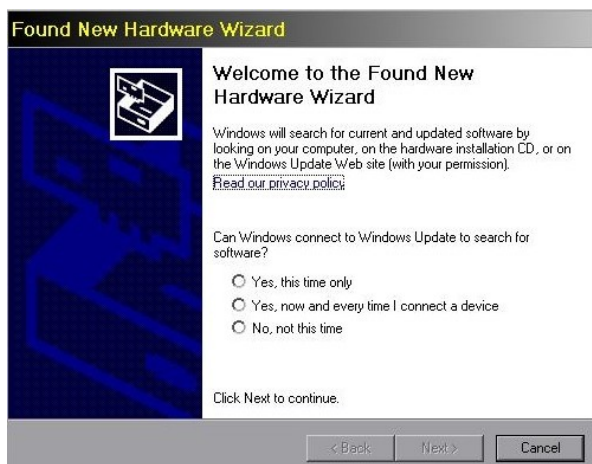 Found New Hardware Wizard
Welcome to the Found New
Hardware Wizard
Windows will search for current and updated software by
looking on your computer, on the hardware installation CD, or on
the Windows Update Web site (with your permission).
Read our privacy policy
Can Windows connect to Windows Update to search for
software?
Yes, this time only
Yes, now and every time I connect a device
No, not this time
Click Next to continue.
< Back
Next >
Cancel